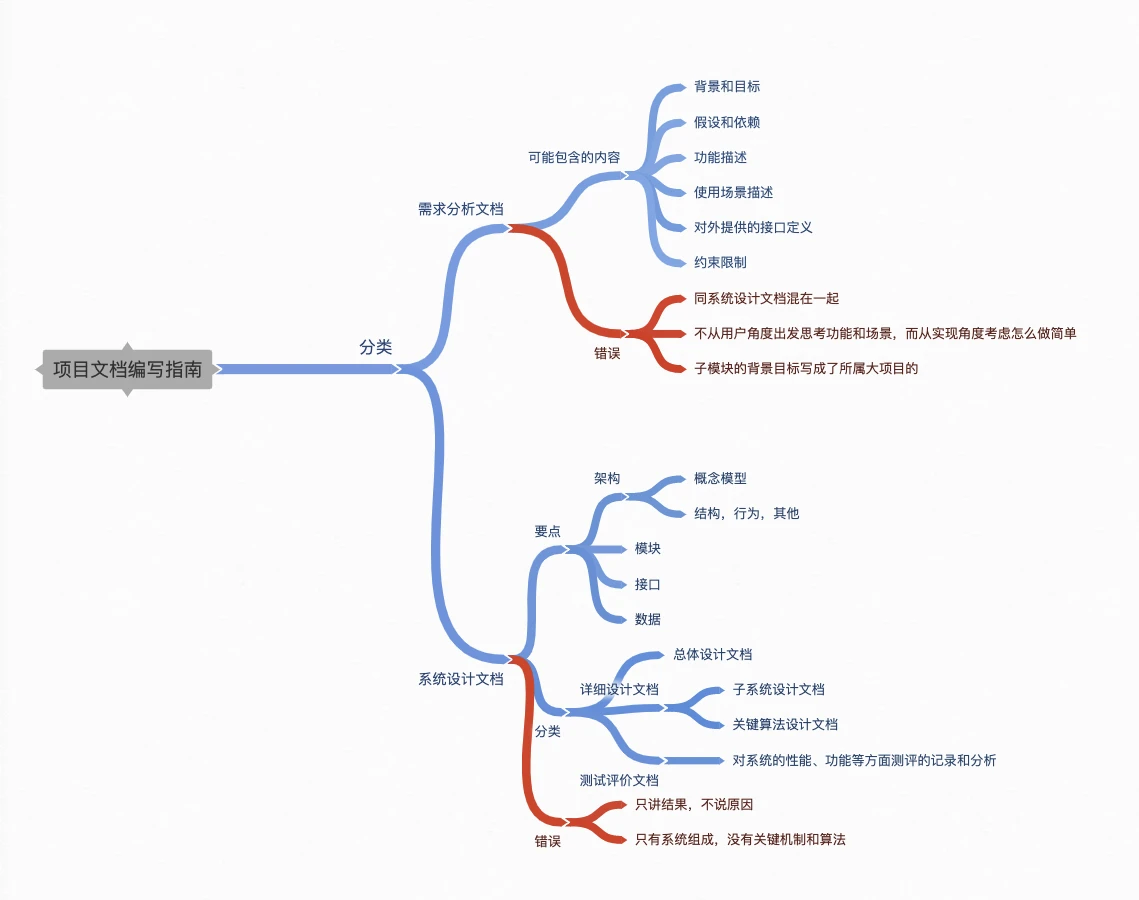 项目文档编写指南
分类
需求分析文档
可能包含的内容
背景和目标
假设和依赖
功能描述
使用场景描述
对外提供的接口定义
约束限制
错误
同系统设计文档混在一起
不从用户角度出发思考功能和场景，而从实现角度考虑怎么做简单
子模块的背景目标写成了所属大项目的
系统设计文档
要点
架构
概念模型
结构，行为，其他
模块
接口
数据
分类
总体设计文档
详细设计文档
子系统设计文档
关键算法设计文档
测试评价文档
对系统的性能、功能等方面测评的记录和分析
错误
只讲结果，不说原因
只有系统组成，没有关键机制和算法